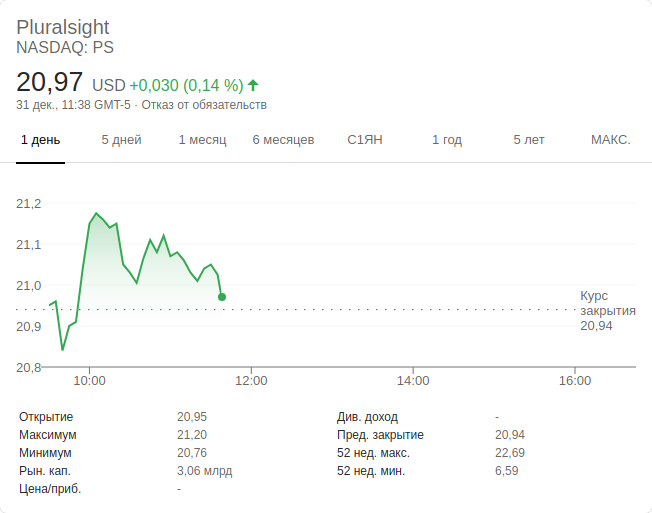 Pluralsight
NASDAQ: PS
20,97 USD +0,030 (0,14 %)
31 дек., 11:38 GMT-5 · Отказ от обязательств
1 день 5 дней 1 месяц 6 месяцев С1ЯН 1 год 5 лет МАКС.
21,2
21,1
21,0
20,9
20,8
Курс
закрытия
20,94
10:00 12:00 14:00 16:00
Открытие 20,95
Максимум 21,20
Минимум 20,76
Рын. кап. 3,06 млрд
Цена/приб. -
Див. доход -
Пред. закрытие 20,94
52 нед. макс. 22,69
52 нед. мин. 6,59